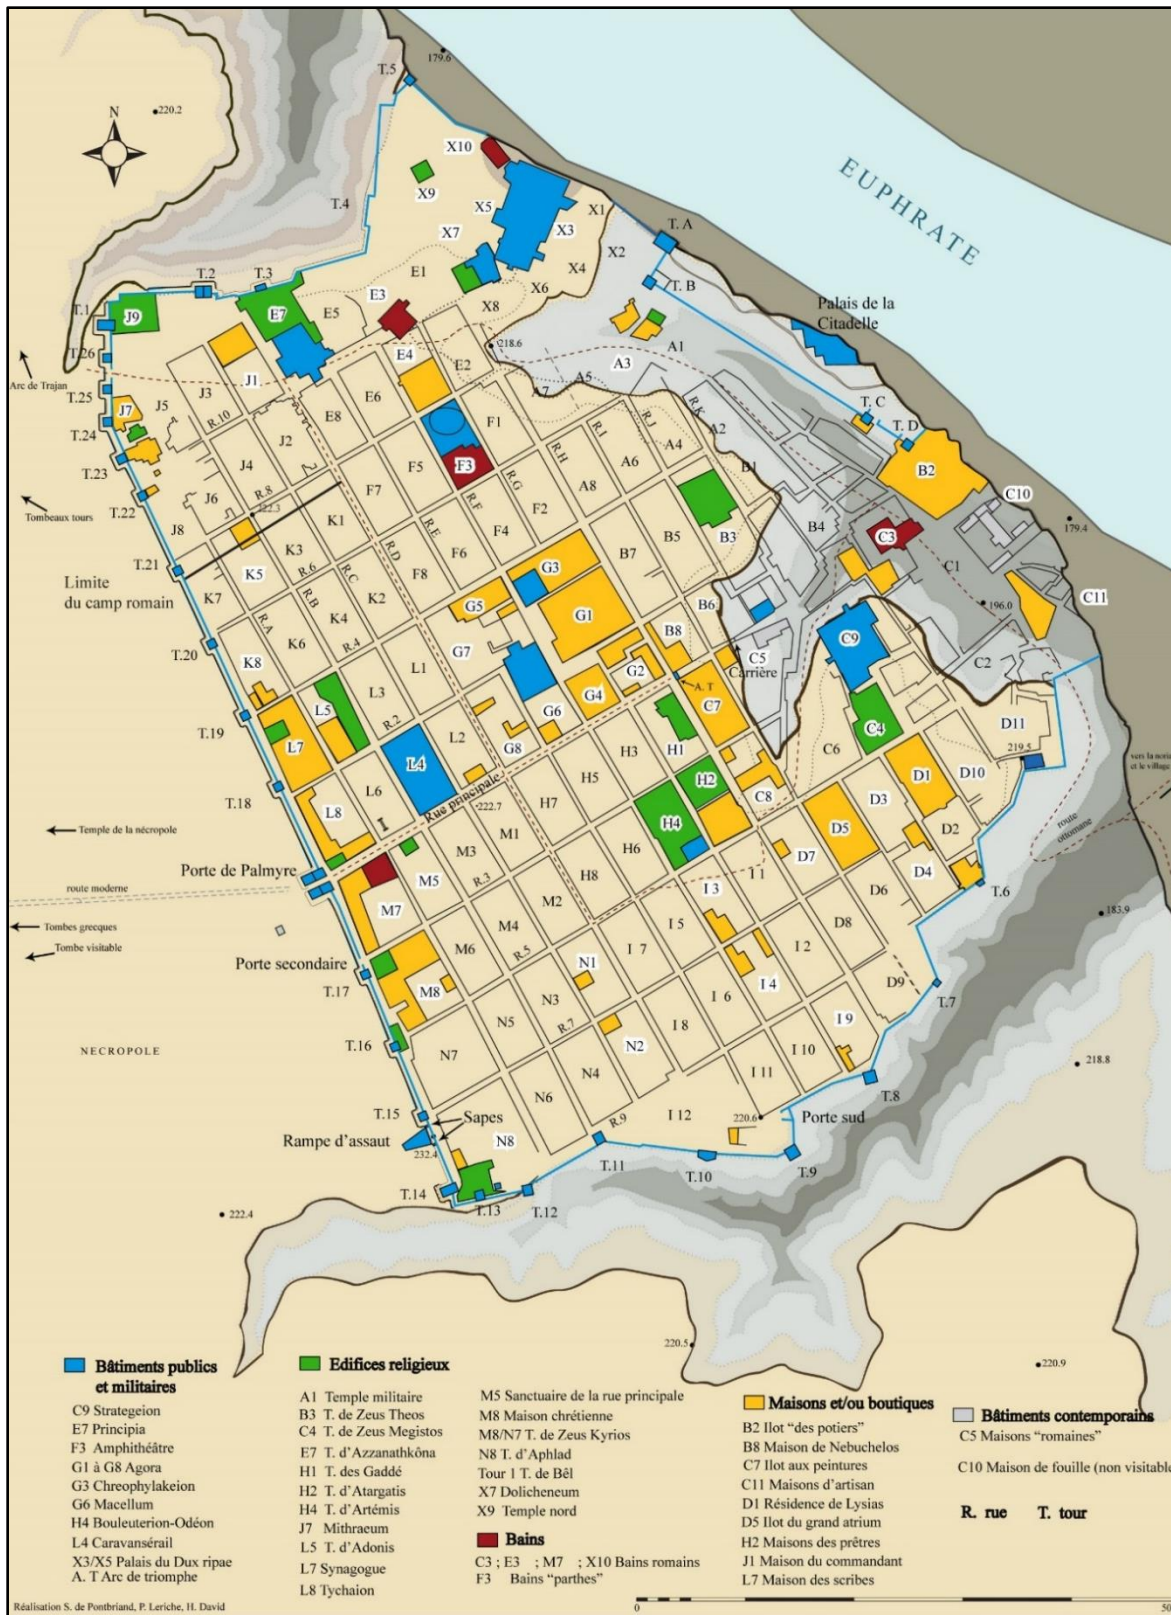 179.6
T.5
220.2
N
X10
X9
X5
X1
T.4
X7
X3
X2
T. A
EUPHRATE
E1
X4
T.2
T.3
E3
X6
T. B
Palais de la
Citadelle
T.1
J9
E7
E5
X8
T.26
218.6
A1
E4
E2
A3
Arc de Trajan
J3
J1
A7
A5
T.25
J7
J5
R.10
E8
E6
F1
R.K
T. C
T.24
J2
R.J
A2
T. D
T.23
J4
F5
F3
R.G
R.H
R.I
A6
A4
B1
B2
Tombeaux tours
T.22
J6
R.8
222.3
F7
R.F
F2
A8
C10
J8
K1
R.E
F4
B5
B3
B4
179.4
T.21
K3
R.D
F6
B7
C3
Limite
du camp romain
K5
R.6
F8
G3
C1
K7
R.C
K2
G5
G1
196.0
C11
R.B
K4
B6
R.A
K6
R.4
G7
B8
C9
T.20
K8
L1
G2
C5
Carrière
C2
L3
G4
A. T
C7
T.19
L5
R.2
G6
C4
D11
L7
L2
G8
H3
H1
C6
219.5
L4
H5
H2
D1
D10
vers la noria
et le village
T.18
L6
Rue principale
222.7
H7
C8
D3
L8
H4
D5
D2
route
ottomane
Temple de la nécropole
M1
H6
D7
Porte de Palmyre
M3
I 1
D4
T.6
route moderne
M5
R.3
H8
I 3
D6
M7
M2
183.9
Tombes grecques
M4
I 5
D8
Tombe visitable
M6
R.5
I 7
I 2
Porte secondaire
N1
I 4
D9
T.17
M8
N3
I 6
T.7
N5
R.7
I 9
NECROPOLE
T.16
N7
N2
I 8
I 10
218.8
N4
I 11
T.8
T.15
Sapes
N6
R.9
I 12
220.6
Porte sud
Rampe d'assaut
232.4
N8
T.11
T.10
T.9
T.14
T.13
T.12
222.4
220.5
220.9
Bâtiments publics
et militaires
C9 Strategeion
E7 Principia
F3 Amphithéâtre
G1 à G8 Agora
G3 Chreophylakeion
G6 Macellum
H4 Bouleuterion-Odéon
L4 Caravansérail
X3/X5 Palais du Dux ripae
A. T Arc de triomphe
Edifices religieux
A1 Temple militaire
B3 T. de Zeus Theos
C4 T. de Zeus Megistos
E7 T. d'Azzanathkôna
H1 T. des Gaddé
H2 T. d'Atargatis
H4 T. d'Artémis
J7 Mithraeum
L5 T. d'Adonis
L7 Synagogue
L8 Tychaion
M5 Sanctuaire de la rue principale
M8 Maison chrétienne
M8/N7 T. de Zeus Kyrios
N8 T. d'Aphlad
Tour 1 T. de Bêl
X7 Dolicheneum
X9 Temple nord
Bains
C3 ; E3 ; M7 ; X10 Bains romains
F3 Bains "parthes"
Maisons et/ou boutiques
B2 Ilot "des potiers"
B8 Maison de Nebuchelos
C7 Ilot aux peintures
C11 Maisons d'artisan
D1 Résidence de Lysias
D5 Ilot du grand atrium
H2 Maisons des prêtres
J1 Maison du commandant
L7 Maison des scribes
Bâtiments contemporains
C5 Maisons "romaines"
C10 Maison de fouille (non visitable
R. rue T. tour
Réalisation S. de Pontbriand, P. Leriche, H. David
0
50